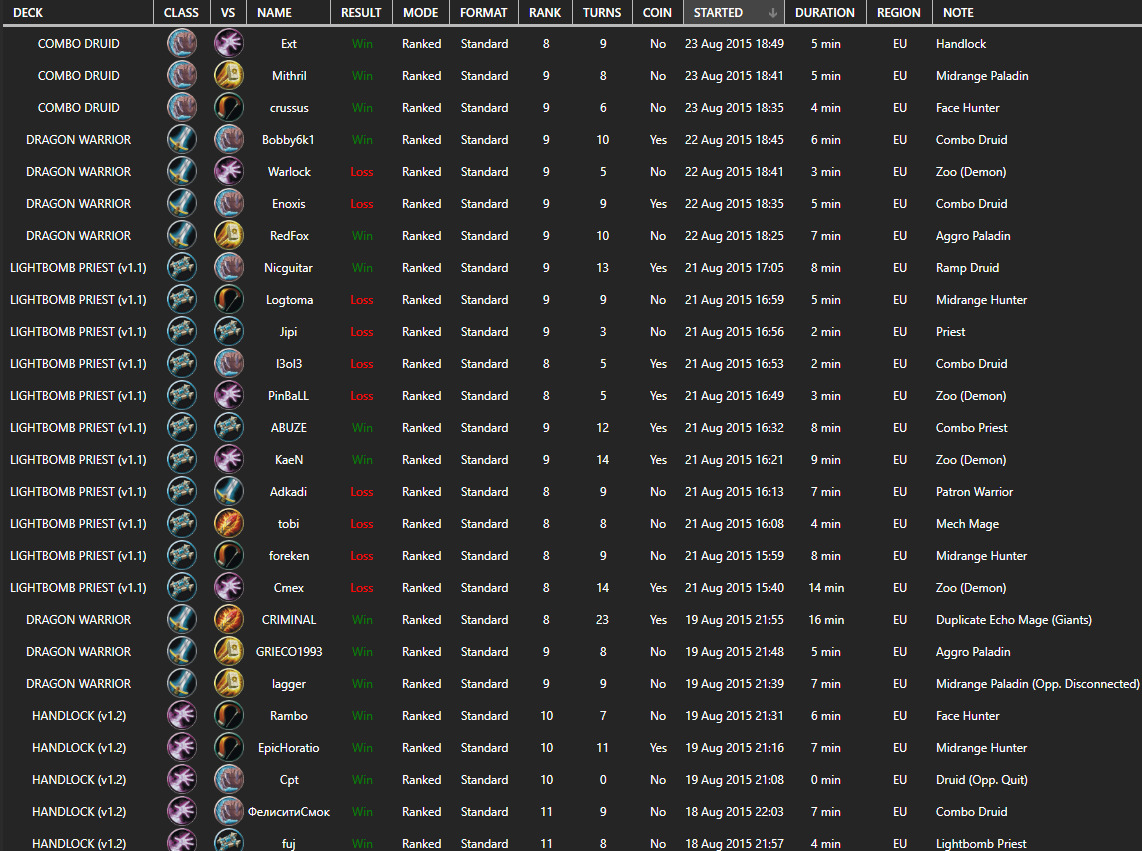 DECK CLASS VS NAME RESULT MODE FORMAT RANK TURNS COIN STARTED DURATION REGION NOTE
COMBO DRUID Ext Win Ranked Standard 8 9 No 23 Aug 2015 18:49 5 min EU Handlock
COMBO DRUID Mithril Win Ranked Standard 9 8 No 23 Aug 2015 18:41 5 min EU Midrange Paladin
COMBO DRUID crussus Win Ranked Standard 9 6 No 23 Aug 2015 18:35 4 min EU Face Hunter
DRAGON WARRIOR Bobby6k1 Win Ranked Standard 9 10 Yes 22 Aug 2015 18:45 6 min EU Combo Druid
DRAGON WARRIOR Warlock Loss Ranked Standard 9 5 No 22 Aug 2015 18:41 3 min EU Zoo (Demon)
DRAGON WARRIOR Enoxis Loss Ranked Standard 9 9 Yes 22 Aug 2015 18:35 5 min EU Combo Druid
DRAGON WARRIOR RedFox Win Ranked Standard 9 10 No 22 Aug 2015 18:25 7 min EU Aggro Paladin
LIGHTBOMB PRIEST (v1.1) Nicguitar Win Ranked Standard 9 13 Yes 21 Aug 2015 17:05 8 min EU Ramp Druid
LIGHTBOMB PRIEST (v1.1) Logtoma Loss Ranked Standard 9 9 No 21 Aug 2015 16:59 5 min EU Midrange Hunter
LIGHTBOMB PRIEST (v1.1) Jipi Loss Ranked Standard 9 3 No 21 Aug 2015 16:56 2 min EU Priest
LIGHTBOMB PRIEST (v1.1) l3ol3 Loss Ranked Standard 8 5 Yes 21 Aug 2015 16:53 2 min EU Combo Druid
LIGHTBOMB PRIEST (v1.1) PinBaLL Loss Ranked Standard 8 5 Yes 21 Aug 2015 16:49 3 min EU Zoo (Demon)
LIGHTBOMB PRIEST (v1.1) ABUZE Win Ranked Standard 9 12 Yes 21 Aug 2015 16:32 8 min EU Combo Priest
LIGHTBOMB PRIEST (v1.1) KaeN Win Ranked Standard 9 14 Yes 21 Aug 2015 16:21 9 min EU Zoo (Demon)
LIGHTBOMB PRIEST (v1.1) Adkadi Loss Ranked Standard 8 9 No 21 Aug 2015 16:13 7 min EU Patron Warrior
LIGHTBOMB PRIEST (v1.1) tobi Loss Ranked Standard 8 8 No 21 Aug 2015 16:08 4 min EU Mech Mage
LIGHTBOMB PRIEST (v1.1) foreken Loss Ranked Standard 8 9 No 21 Aug 2015 15:59 8 min EU Midrange Hunter
LIGHTBOMB PRIEST (v1.1) Cmex Loss Ranked Standard 8 14 Yes 21 Aug 2015 15:40 14 min EU Zoo (Demon)
DRAGON WARRIOR CRIMINAL Win Ranked Standard 8 23 Yes 19 Aug 2015 21:55 16 min EU Duplicate Echo Mage (Giants)
DRAGON WARRIOR GRIECO1993 Win Ranked Standard 9 8 No 19 Aug 2015 21:48 5 min EU Aggro Paladin
DRAGON WARRIOR lagger Win Ranked Standard 9 9 No 19 Aug 2015 21:39 7 min EU Midrange Paladin (Opp. Disconnected)
HANDLOCK (v1.2) Rambo Win Ranked Standard 10 7 No 19 Aug 2015 21:31 6 min EU Face Hunter
HANDLOCK (v1.2) EpicHoratio Win Ranked Standard 10 11 Yes 19 Aug 2015 21:16 7 min EU Midrange Hunter
HANDLOCK (v1.2) Cpt Win Ranked Standard 10 0 No 19 Aug 2015 21:08 0 min EU Druid (Opp. Quit)
HANDLOCK (v1.2) ФелиситиСмок Win Ranked Standard 11 9 No 18 Aug 2015 22:03 7 min EU Combo Druid
HANDLOCK (v1.2) fuj Win Ranked Standard 11 8 No 18 Aug 2015 21:57 4 min EU Lightbomb Priest